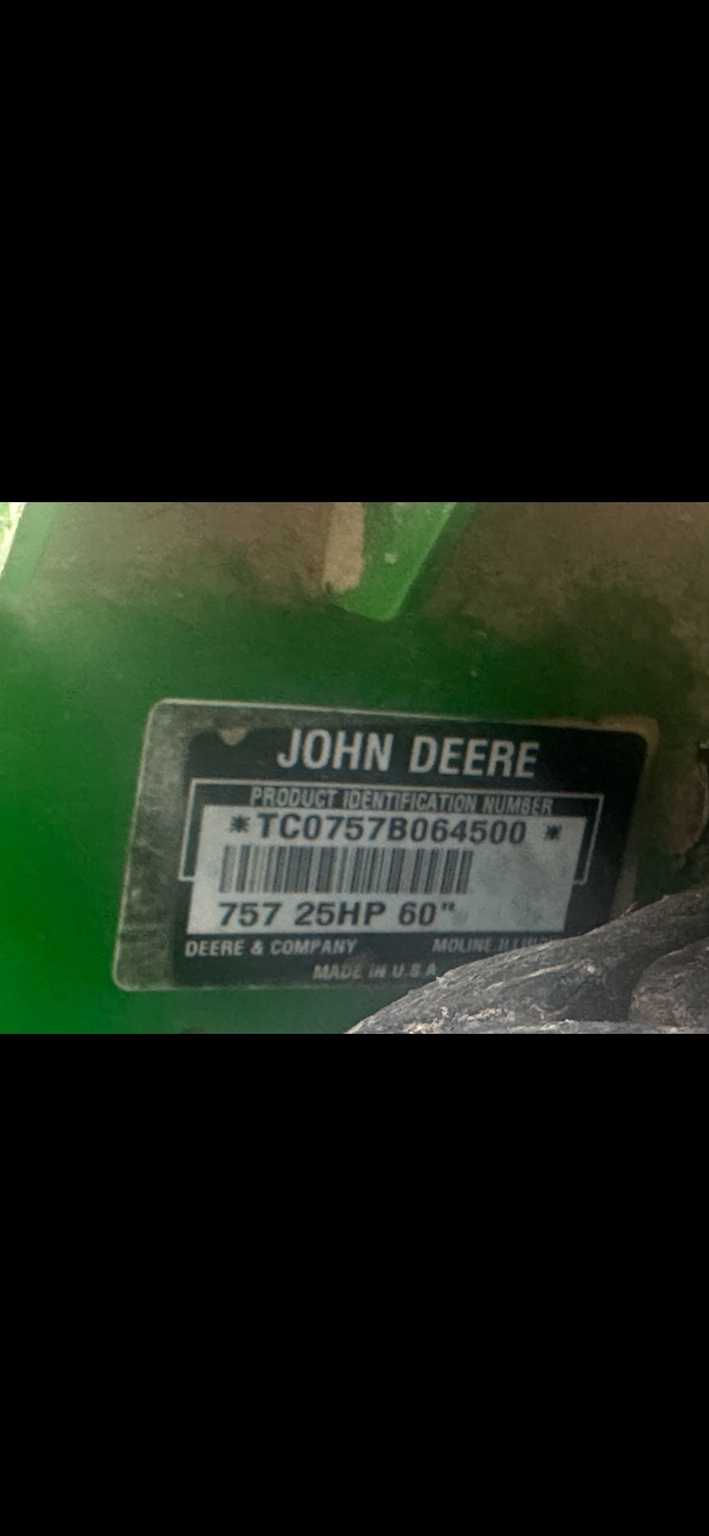 JOHN DEERE
PRODUCT IDENTIFICATION NUMBER
*TC0757B064500 *
757 25HP 60"
DEERE & COMPANY MOLINE
MADE IN U.S.A